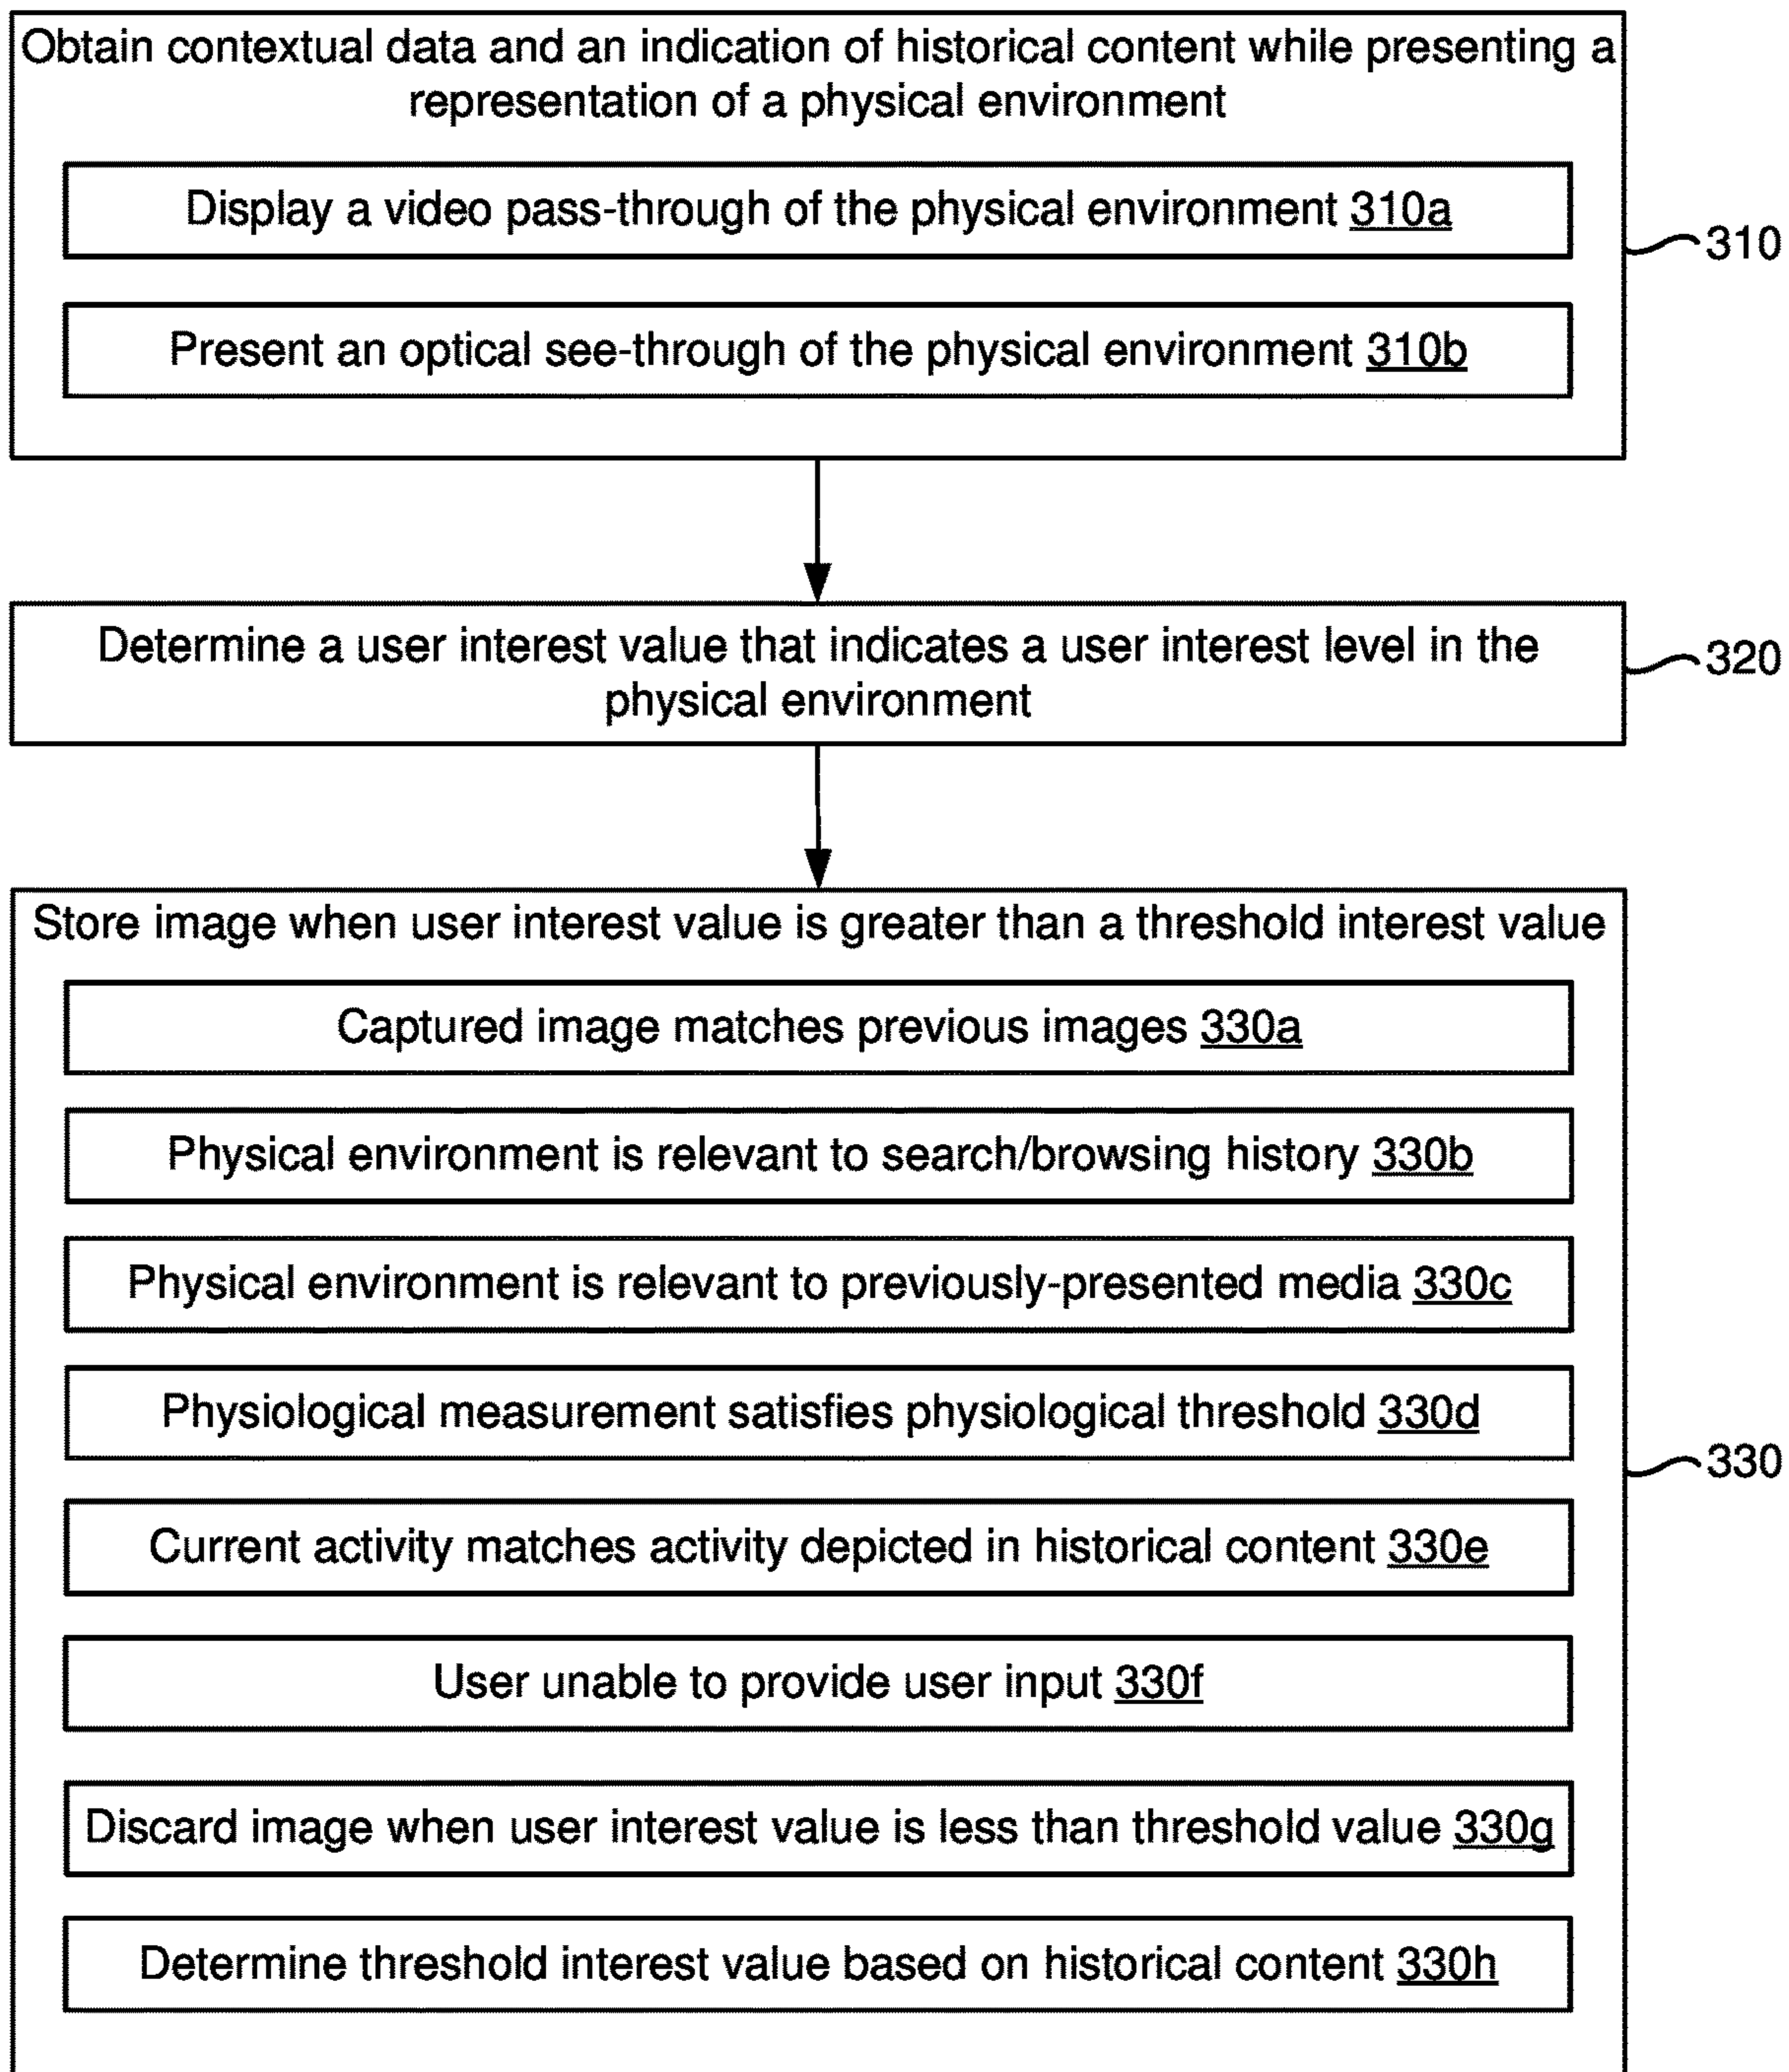 Obtain contextual data and an indication of historical content while presenting a
representation of a physical environment
Display a video pass-through of the physical environment 310a
310
Present an optical see-through of the physical environment 310b
Determine a user interest value that indicates a user interest level in the
physical environment
320
Store image when user interest value is greater than a threshold interest value
Captured image matches previous images 330a
Physical environment is relevant to search/browsing history 330b
Physical environment is relevant to previously-presented media 330c
Physiological measurement satisfies physiological threshold 330d
330
Current activity matches activity depicted in historical content 330e
User unable to provide user input 330f
Discard image when user interest value is less than threshold value 330g
Determine threshold interest value based on historical content 330h